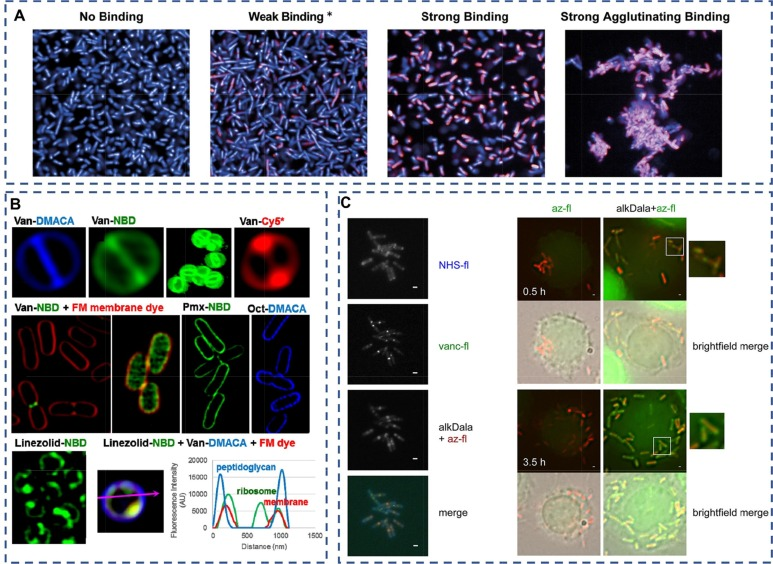 A
No Binding
Weak Binding *
Strong Binding
Strong Agglutinating Binding
B
Van-DMACA
Van-NBD
Van-Cy5*
Van-NBD + FM membrane dye
Pmx-NBD
Oct-DMACA
Linezolid-NBD
Linezolid-NBD + Van-DMACA + FM dye
Fluorescence Intensity
(AU)
20000
15000
10000
5000
0
peptidoglycan
ribosome
membrane
0
500
1000
1500
Distance (nm)
C
NHS-fl
vanc-fl
alkDala
+ az-fl
merge
az-fl
alkDala+az-fl
0.5 h
brightfield merge
3.5 h
brightfield merge